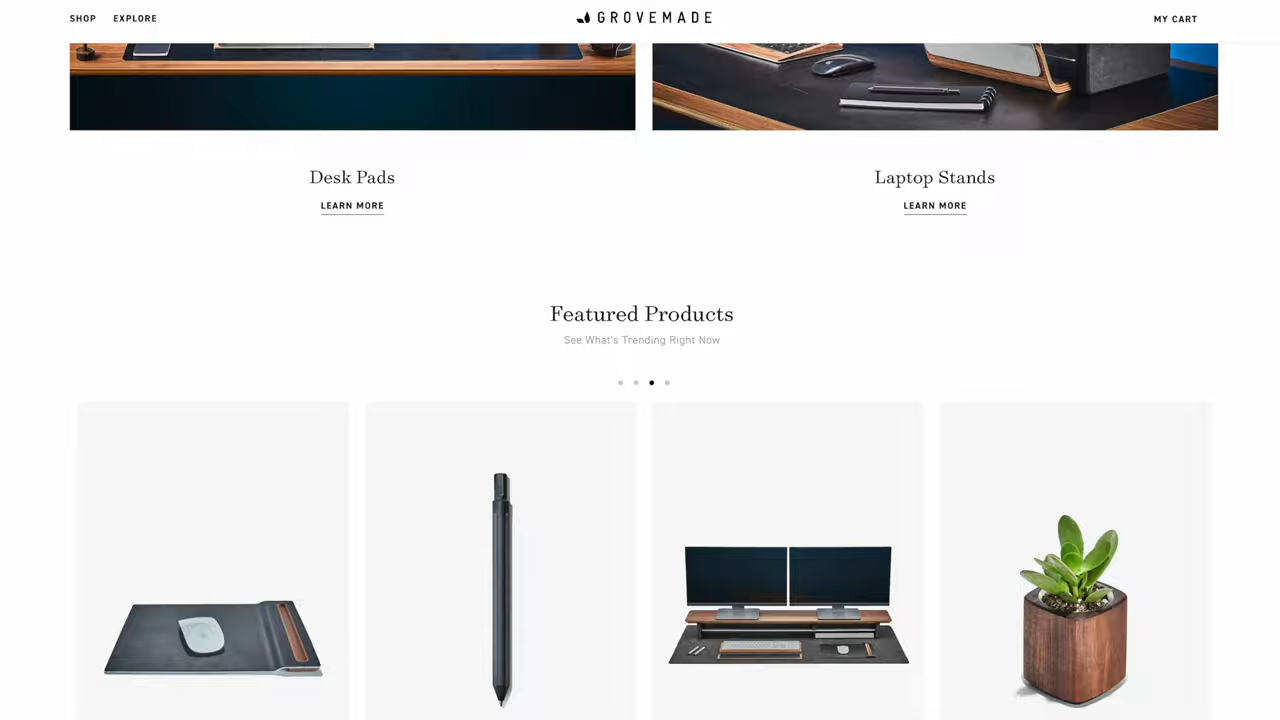 SHOP EXPLORE GROVEMADE MY CART
Desk Pads
LEARN MORE
Laptop Stands
LEARN MORE
Featured Products
See What's Trending Right Now